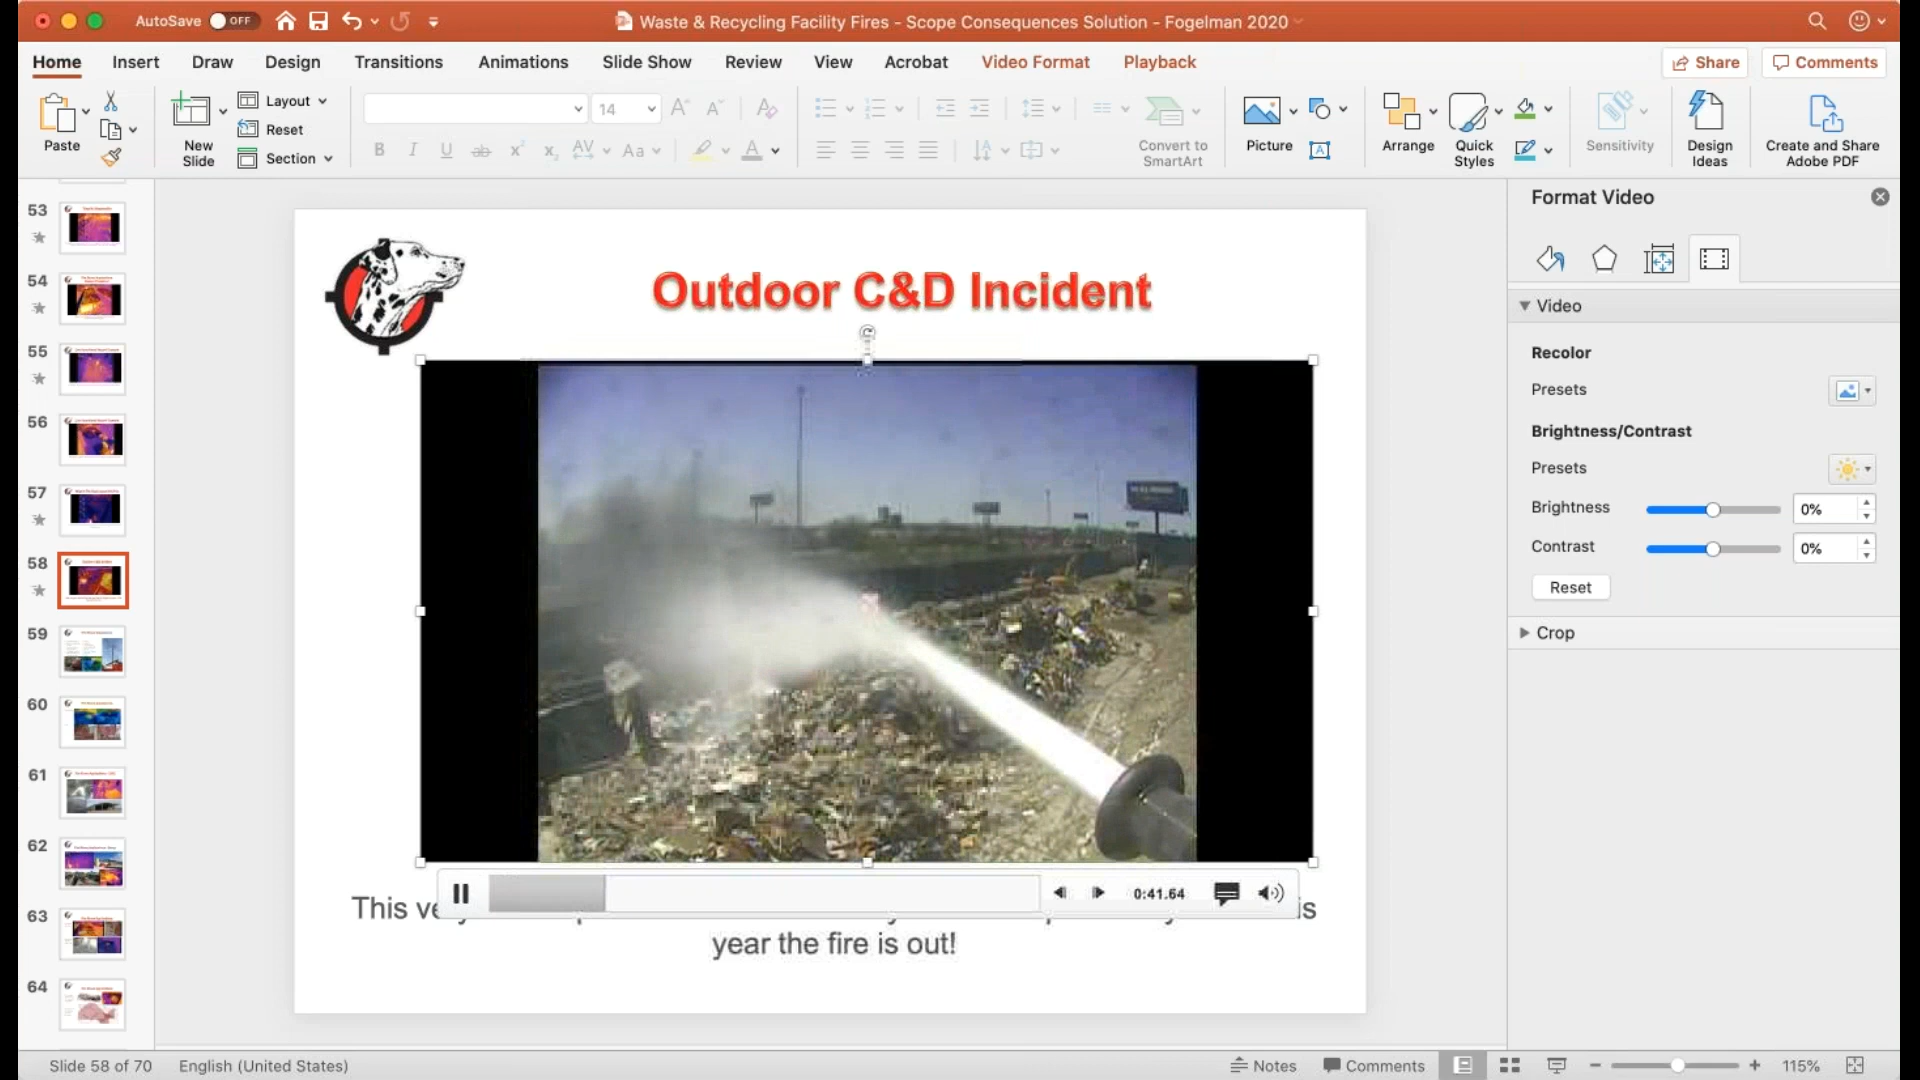 AutoSave OFF
Waste & Recycling Facility Fires - Scope Consequences Solution - Fogelman 2020
Home Insert Draw Design Transitions Animations Slide Show Review View Acrobat Video Format Playback Share Comments
Paste
New Slide
Layout
Reset
Section
14
Convert to SmartArt
Picture
Arrange
Quick Styles
Sensitivity
Design Ideas
Create and Share Adobe PDF
53
54
55
56
57
58
59
60
61
62
63
64
Outdoor C&D Incident
0:41.64
This
is
year the fire is out!
Format Video
Video
Recolor
Presets
Brightness/Contrast
Presets
Brightness 0%
Contrast 0%
Reset
Crop
Slide 58 of 70 English (United States) Notes Comments 115%